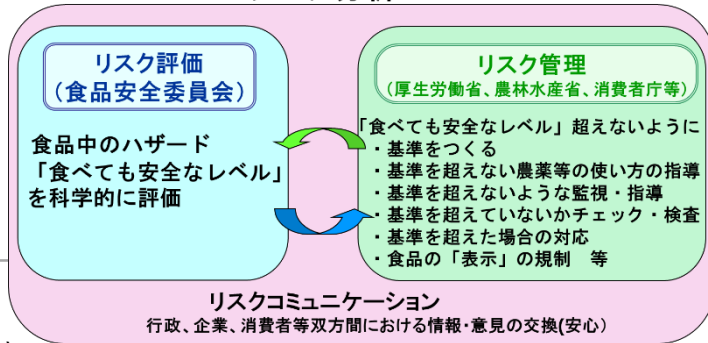 リスク評価
（食品安全委員会）
食品中のハザード
「食べても安全なレベル」
を科学的に評価
リスク管理
（厚生労働省、農林水産省、消費者庁等）
「食べても安全なレベル」超えないように
・基準をつくる
・基準を超えない農薬等の使い方の指導
・基準を超えないような監視・指導
・基準を超えていないかチェック・検査
・基準を超えた場合の対応
・食品の「表示」の規制　等
リスクコミュニケーション
行政、企業、消費者等双方間における情報・意見の交換(安心）